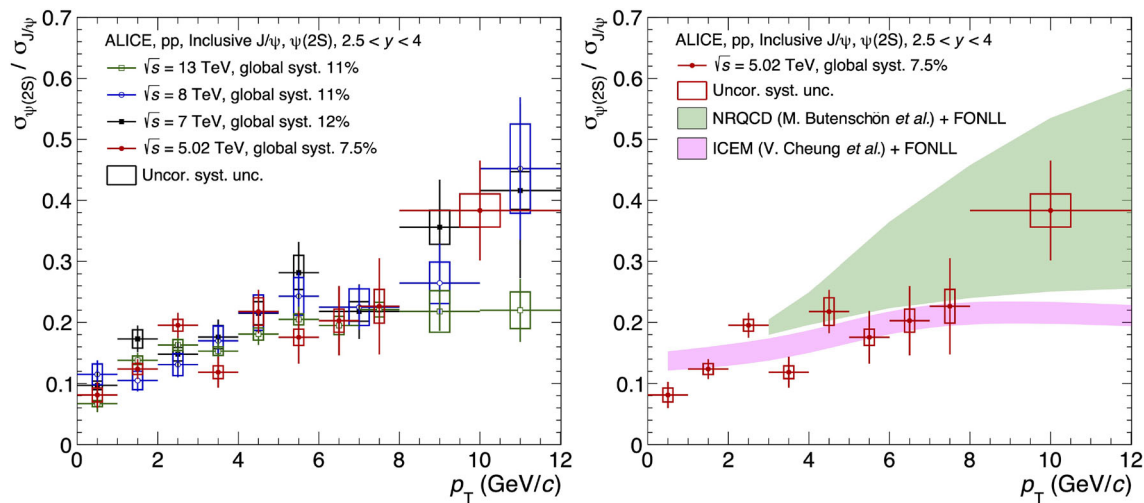 σψ(2S) / σJ/ψ
0.7
0.6
0.5
0.4
0.3
0.2
0.1
0
ALICE, pp, Inclusive J/ψ, ψ(2S), 2.5 < y < 4
√s = 13 TeV, global syst. 11%
√s = 8 TeV, global syst. 11%
√s = 7 TeV, global syst. 12%
√s = 5.02 TeV, global syst. 7.5%
Uncor. syst. unc.
0 2 4 6 8 10 12
pT (GeV/c)
σψ(2S) / σJ/ψ
0.7
0.6
0.5
0.4
0.3
0.2
0.1
0
ALICE, pp, Inclusive J/ψ, ψ(2S), 2.5 < y < 4
√s = 5.02 TeV, global syst. 7.5%
Uncor. syst. unc.
NRQCD (M. Butenschön et al.) + FONLL
ICEM (V. Cheung et al.) + FONLL
0 2 4 6 8 10 12
pT (GeV/c)